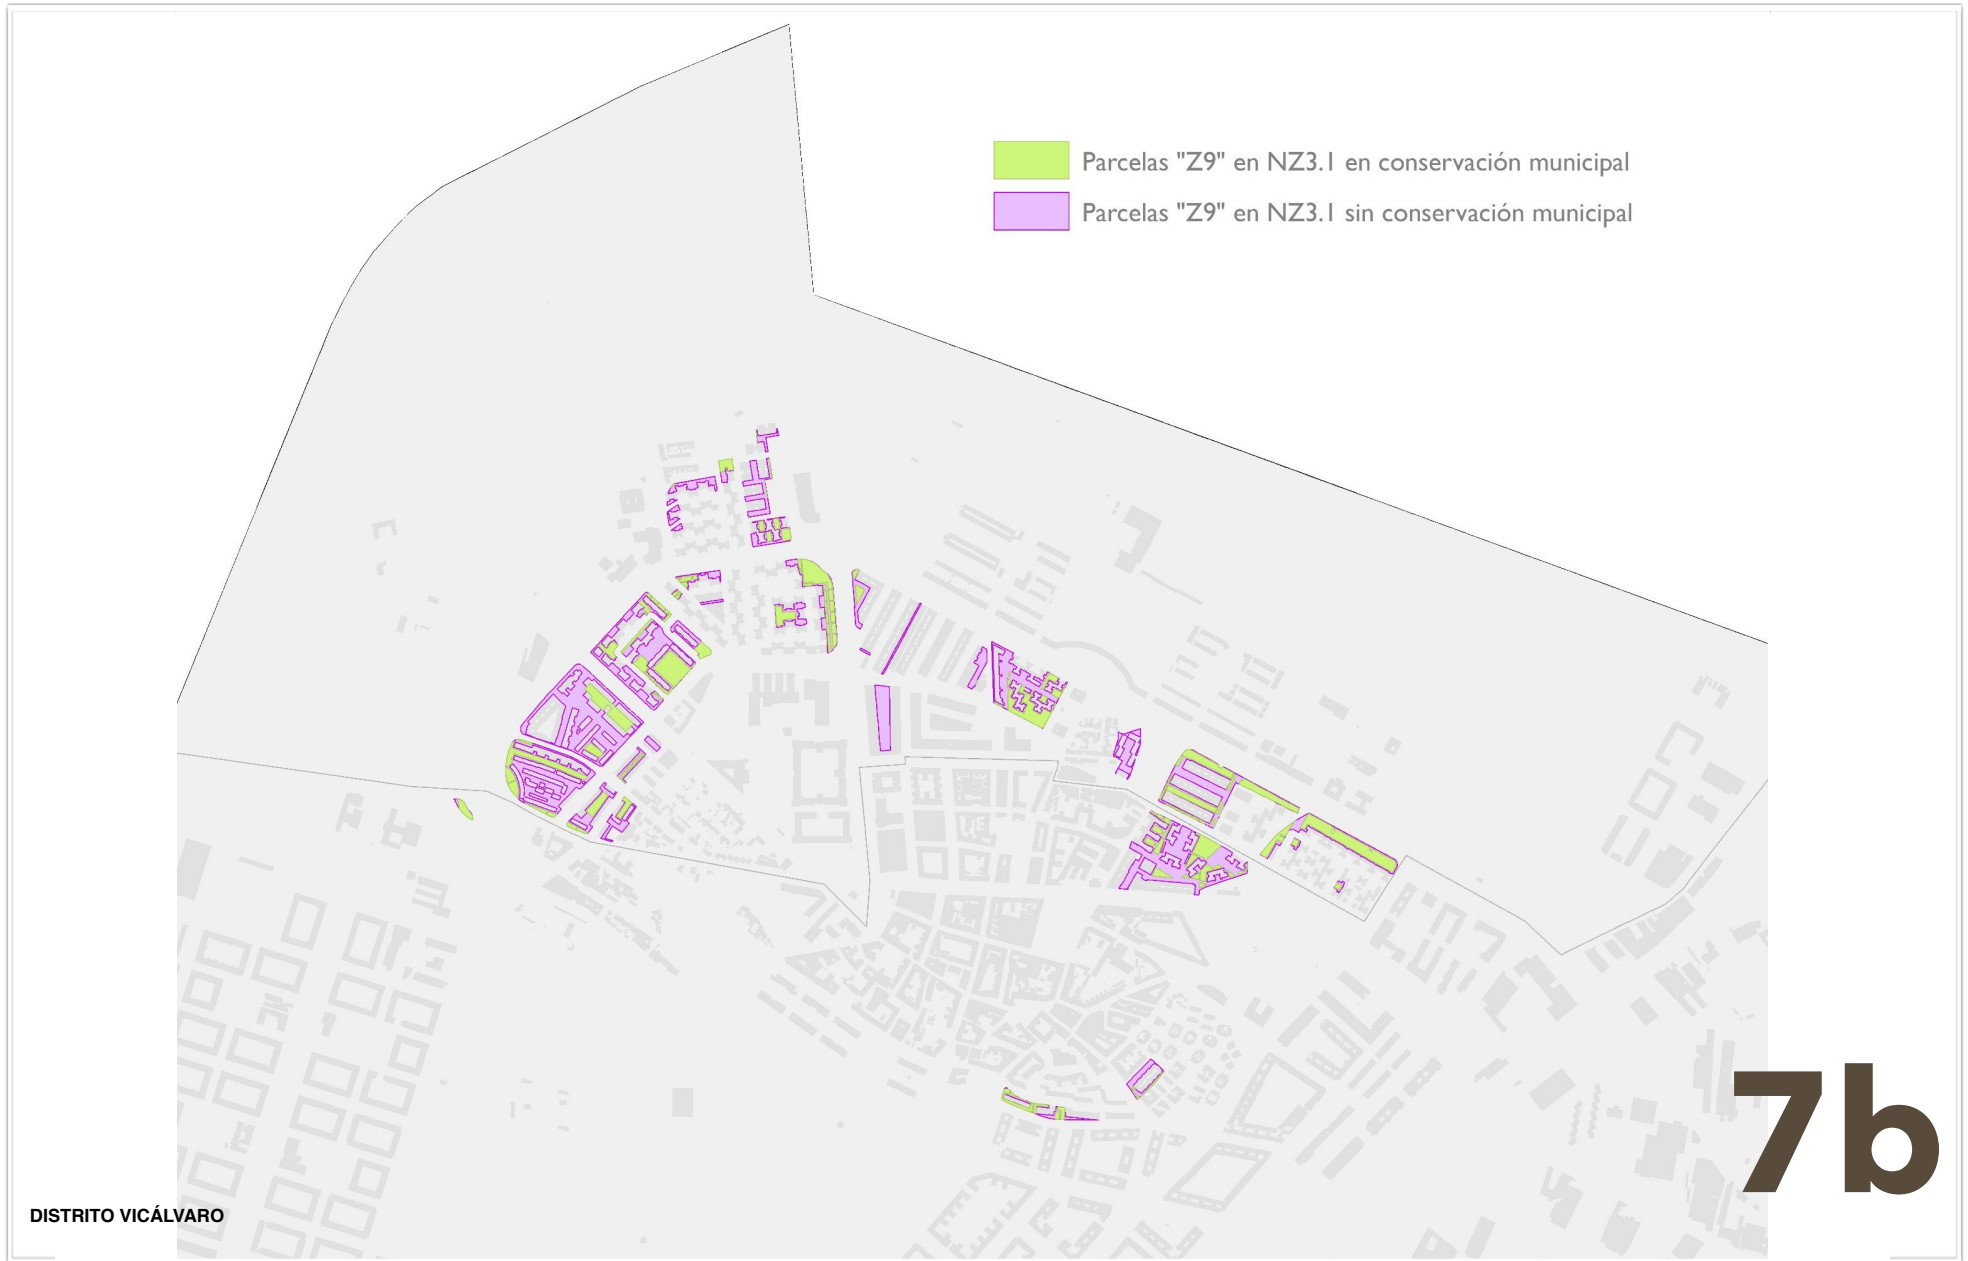 Parcelas "Z9" en NZ3.1 en conservación municipal
Parcelas "Z9" en NZ3.1 sin conservación municipal
7b
DISTRITO VICÁLVARO